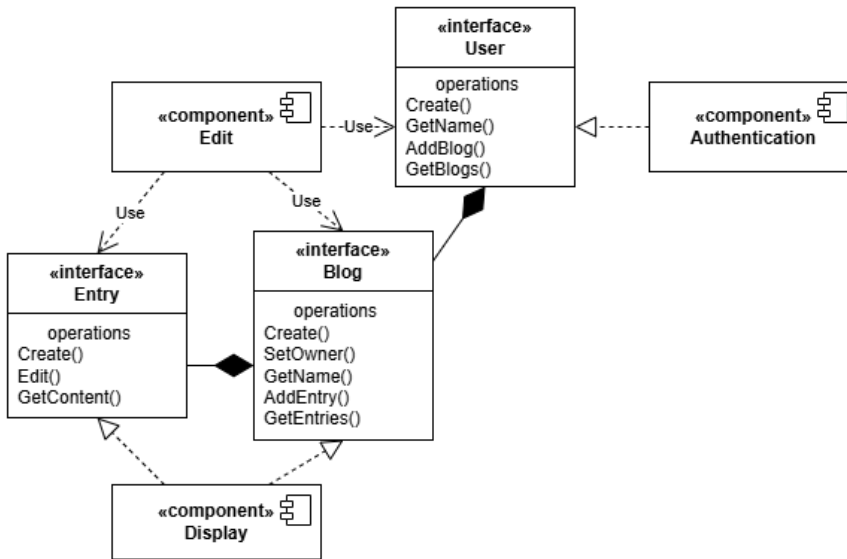 «interface»
User
operations
Create()
GetName()
AddBlog()
GetBlogs()
«component»
Edit
Use
«component»
Authentication
Use
Use
«interface»
Entry
operations
Create()
Edit()
GetContent()
«interface»
Blog
operations
Create()
SetOwner()
GetName()
AddEntry()
GetEntries()
«component»
Display